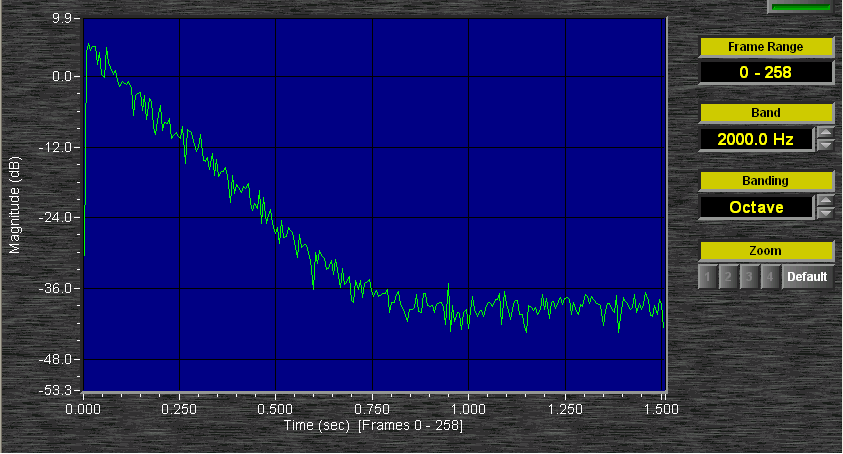 9.9
0.0
-12.0
-24.0
-36.0
-48.0
-53.3
Magnitude (dB)
0.000 0.250 0.500 0.750 1.000 1.250 1.500
Time (sec) [Frames 0 - 258]
Frame Range
0 - 258
Band
2000.0 Hz
Banding
Octave
Zoom
1 2 3 4 Default